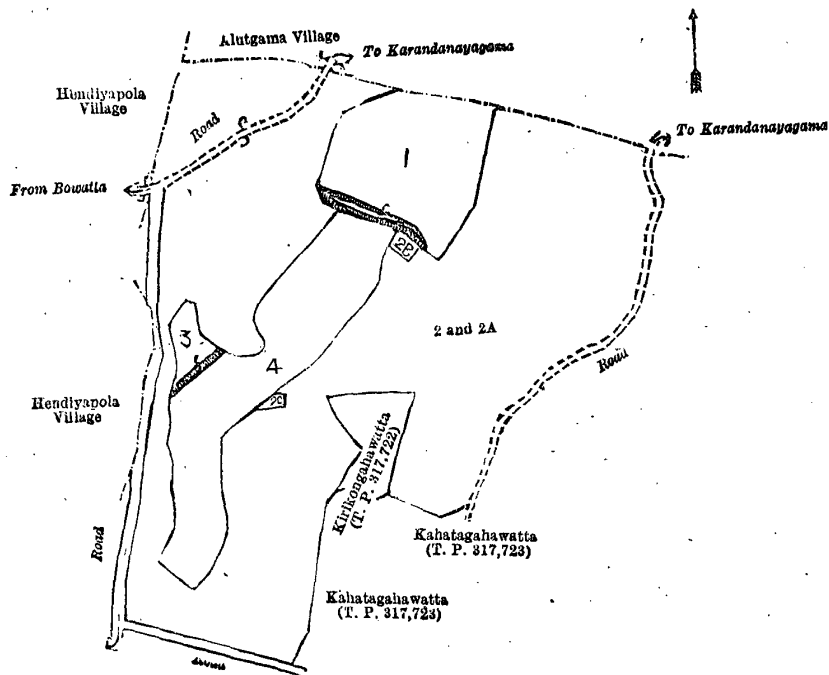 Alutgama Village
To Karandanayagama
Hendiyapola
Village
Road
To Karandanayagama
From Bowatta
1
2B
2 and 2A
3
4
2C
Road
Hendiyapola
Village
Kirikongahawatta
(T. P. 317,722)
Kahatagahawatta
(T. P. 317,723)
Road
Kahatagahawatta
(T. P. 317,723)